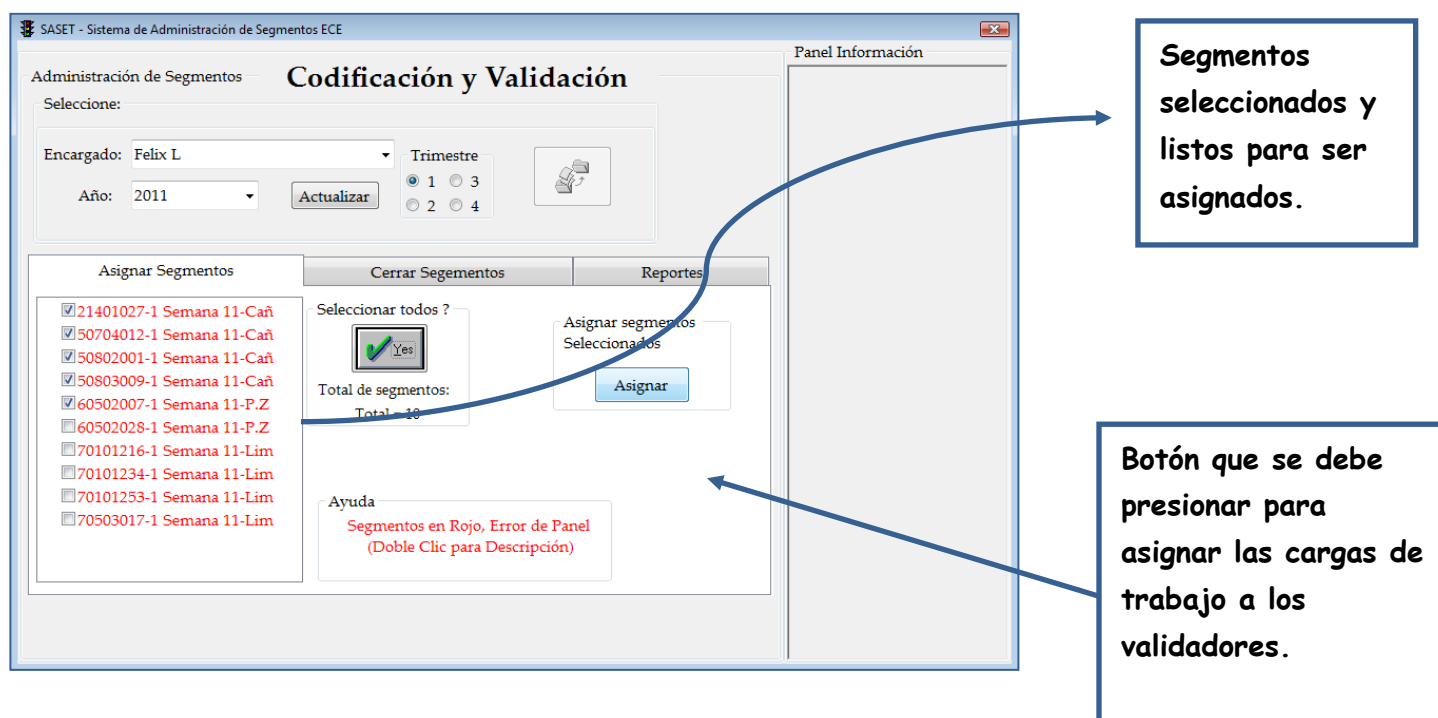 SASET - Sistema de Administración de Segmentos ECE
Panel Información
Administración de Segmentos
Codificación y Validación
Seleccione:
Encargado: Felix L
Trimestre
1 3
2 4
Año: 2011
Actualizar
Asignar Segmentos
Cerrar Segementos
Reportes
21401027-1 Semana 11-Cañ
50704012-1 Semana 11-Cañ
50802001-1 Semana 11-Cañ
50803009-1 Semana 11-Cañ
60502007-1 Semana 11-P.Z
60502028-1 Semana 11-P.Z
70101216-1 Semana 11-Lim
70101234-1 Semana 11-Lim
70101253-1 Semana 11-Lim
70503017-1 Semana 11-Lim
Seleccionar todos ?
Yes
Total de segmentos:
Total = 10
Asignar segmentos
Seleccionados
Asignar
Ayuda
Segmentos en Rojo, Error de Panel
(Doble Clic para Descripción)
Segmentos
seleccionados y
listos para ser
asignados.
Botón que se debe
presionar para
asignar las cargas de
trabajo a los
validadores.